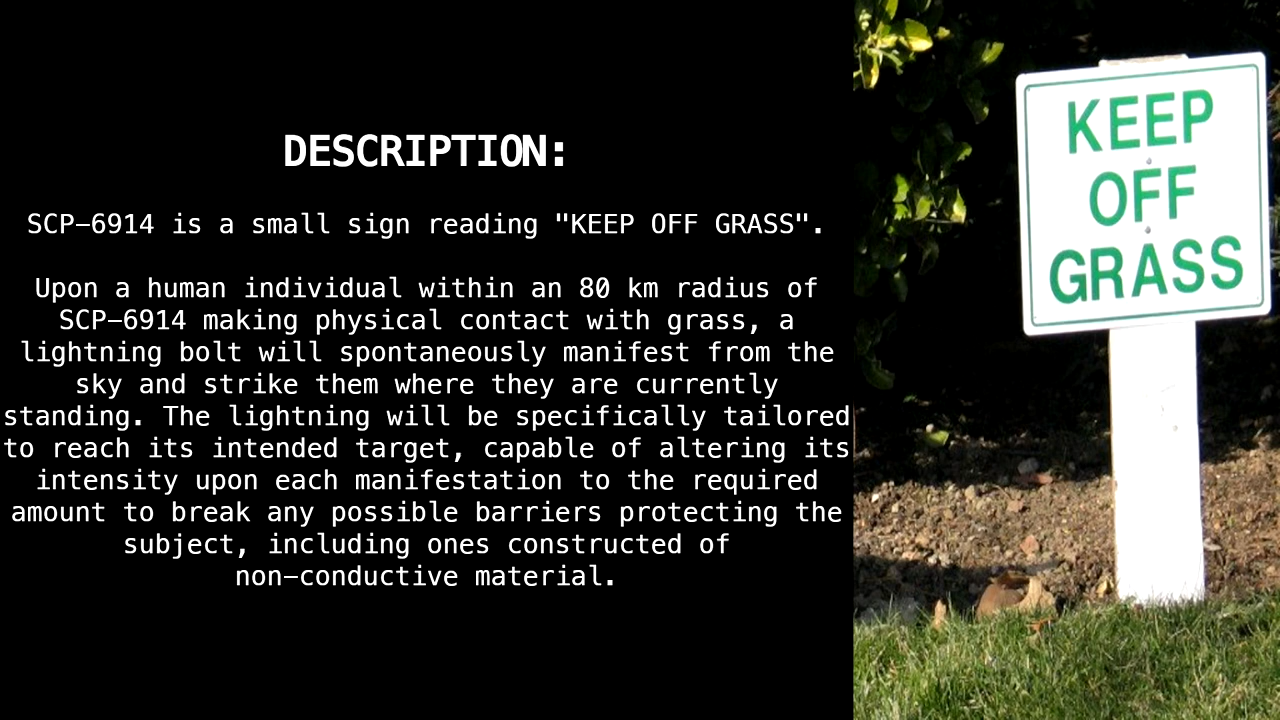 DESCRIPTION:
SCP-6914 is a small sign reading "KEEP OFF GRASS".
Upon a human individual within an 80 km radius of
SCP-6914 making physical contact with grass, a
lightning bolt will spontaneously manifest from the
sky and strike them where they are currently
standing. The lightning will be specifically tailored
to reach its intended target, capable of altering its
intensity upon each manifestation to the required
amount to break any possible barriers protecting the
subject, including ones constructed of
non-conductive material.
KEEP
OFF
GRASS